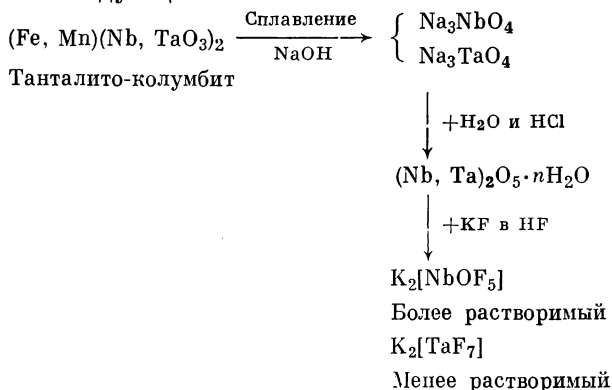 Сплавление
(Fe, Mn)(Nb, TaO₃)₂ ⟶ { Na₃NbO₄
NaOH Na₃TaO₄
Танталито-колумбит
+H₂O и HCl
(Nb, Ta)₂O₅·nH₂O
+KF в HF
K₂[NbOF₅]
Более растворимый
K₂[TaF₇]
Менее растворимый